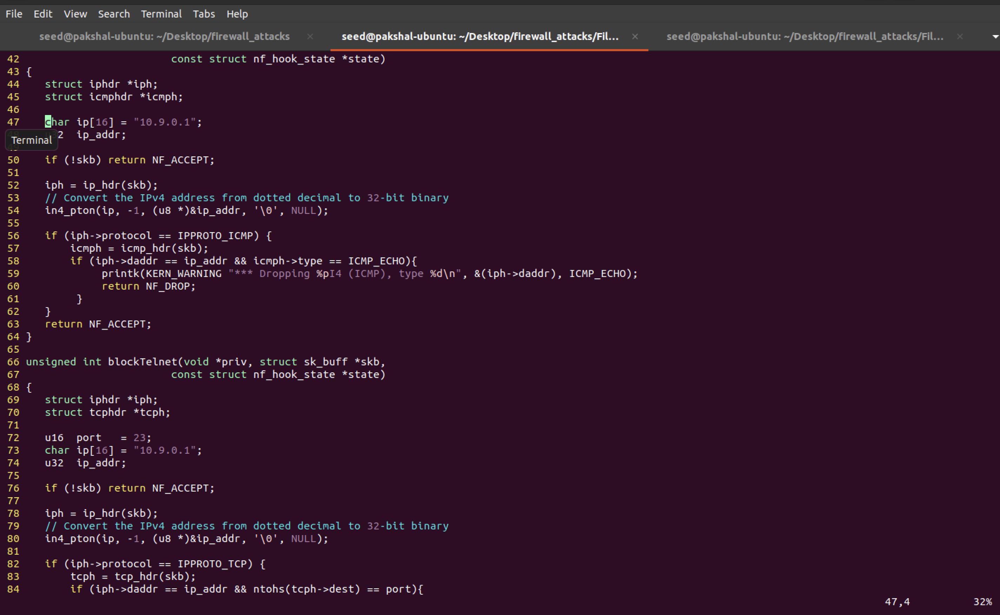 File Edit View Search Terminal Tabs Help
seed@pakshal-ubuntu: ~/Desktop/firewall_attacks × seed@pakshal-ubuntu: ~/Desktop/firewall_attacks/Fil... × seed@pakshal-ubuntu: ~/Desktop/firewall_attacks/Fil... ×
42                        const struct nf_hook_state *state)
43 {
44    struct iphdr *iph;
45    struct icmphdr *icmph;
46
47    char ip[16] = "10.9.0.1";
48    u32  ip_addr;
Terminal
49
50    if (!skb) return NF_ACCEPT;
51
52    iph = ip_hdr(skb);
53    // Convert the IPv4 address from dotted decimal to 32-bit binary
54    in4_pton(ip, -1, (u8 *)&ip_addr, '\0', NULL);
55
56    if (iph->protocol == IPPROTO_ICMP) {
57        icmph = icmp_hdr(skb);
58        if (iph->daddr == ip_addr && icmph->type == ICMP_ECHO){
59             printk(KERN_WARNING "*** Dropping %pI4 (ICMP), type %d\n", &(iph->daddr), ICMP_ECHO);
60             return NF_DROP;
61         }
62    }
63    return NF_ACCEPT;
64 }
65
66 unsigned int blockTelnet(void *priv, struct sk_buff *skb,
67                        const struct nf_hook_state *state)
68 {
69    struct iphdr *iph;
70    struct tcphdr *tcph;
71
72    u16  port   = 23;
73    char ip[16] = "10.9.0.1";
74    u32  ip_addr;
75
76    if (!skb) return NF_ACCEPT;
77
78    iph = ip_hdr(skb);
79    // Convert the IPv4 address from dotted decimal to 32-bit binary
80    in4_pton(ip, -1, (u8 *)&ip_addr, '\0', NULL);
81
82    if (iph->protocol == IPPROTO_TCP) {
83        tcph = tcp_hdr(skb);
84        if (iph->daddr == ip_addr && ntohs(tcph->dest) == port){
47,4 32%